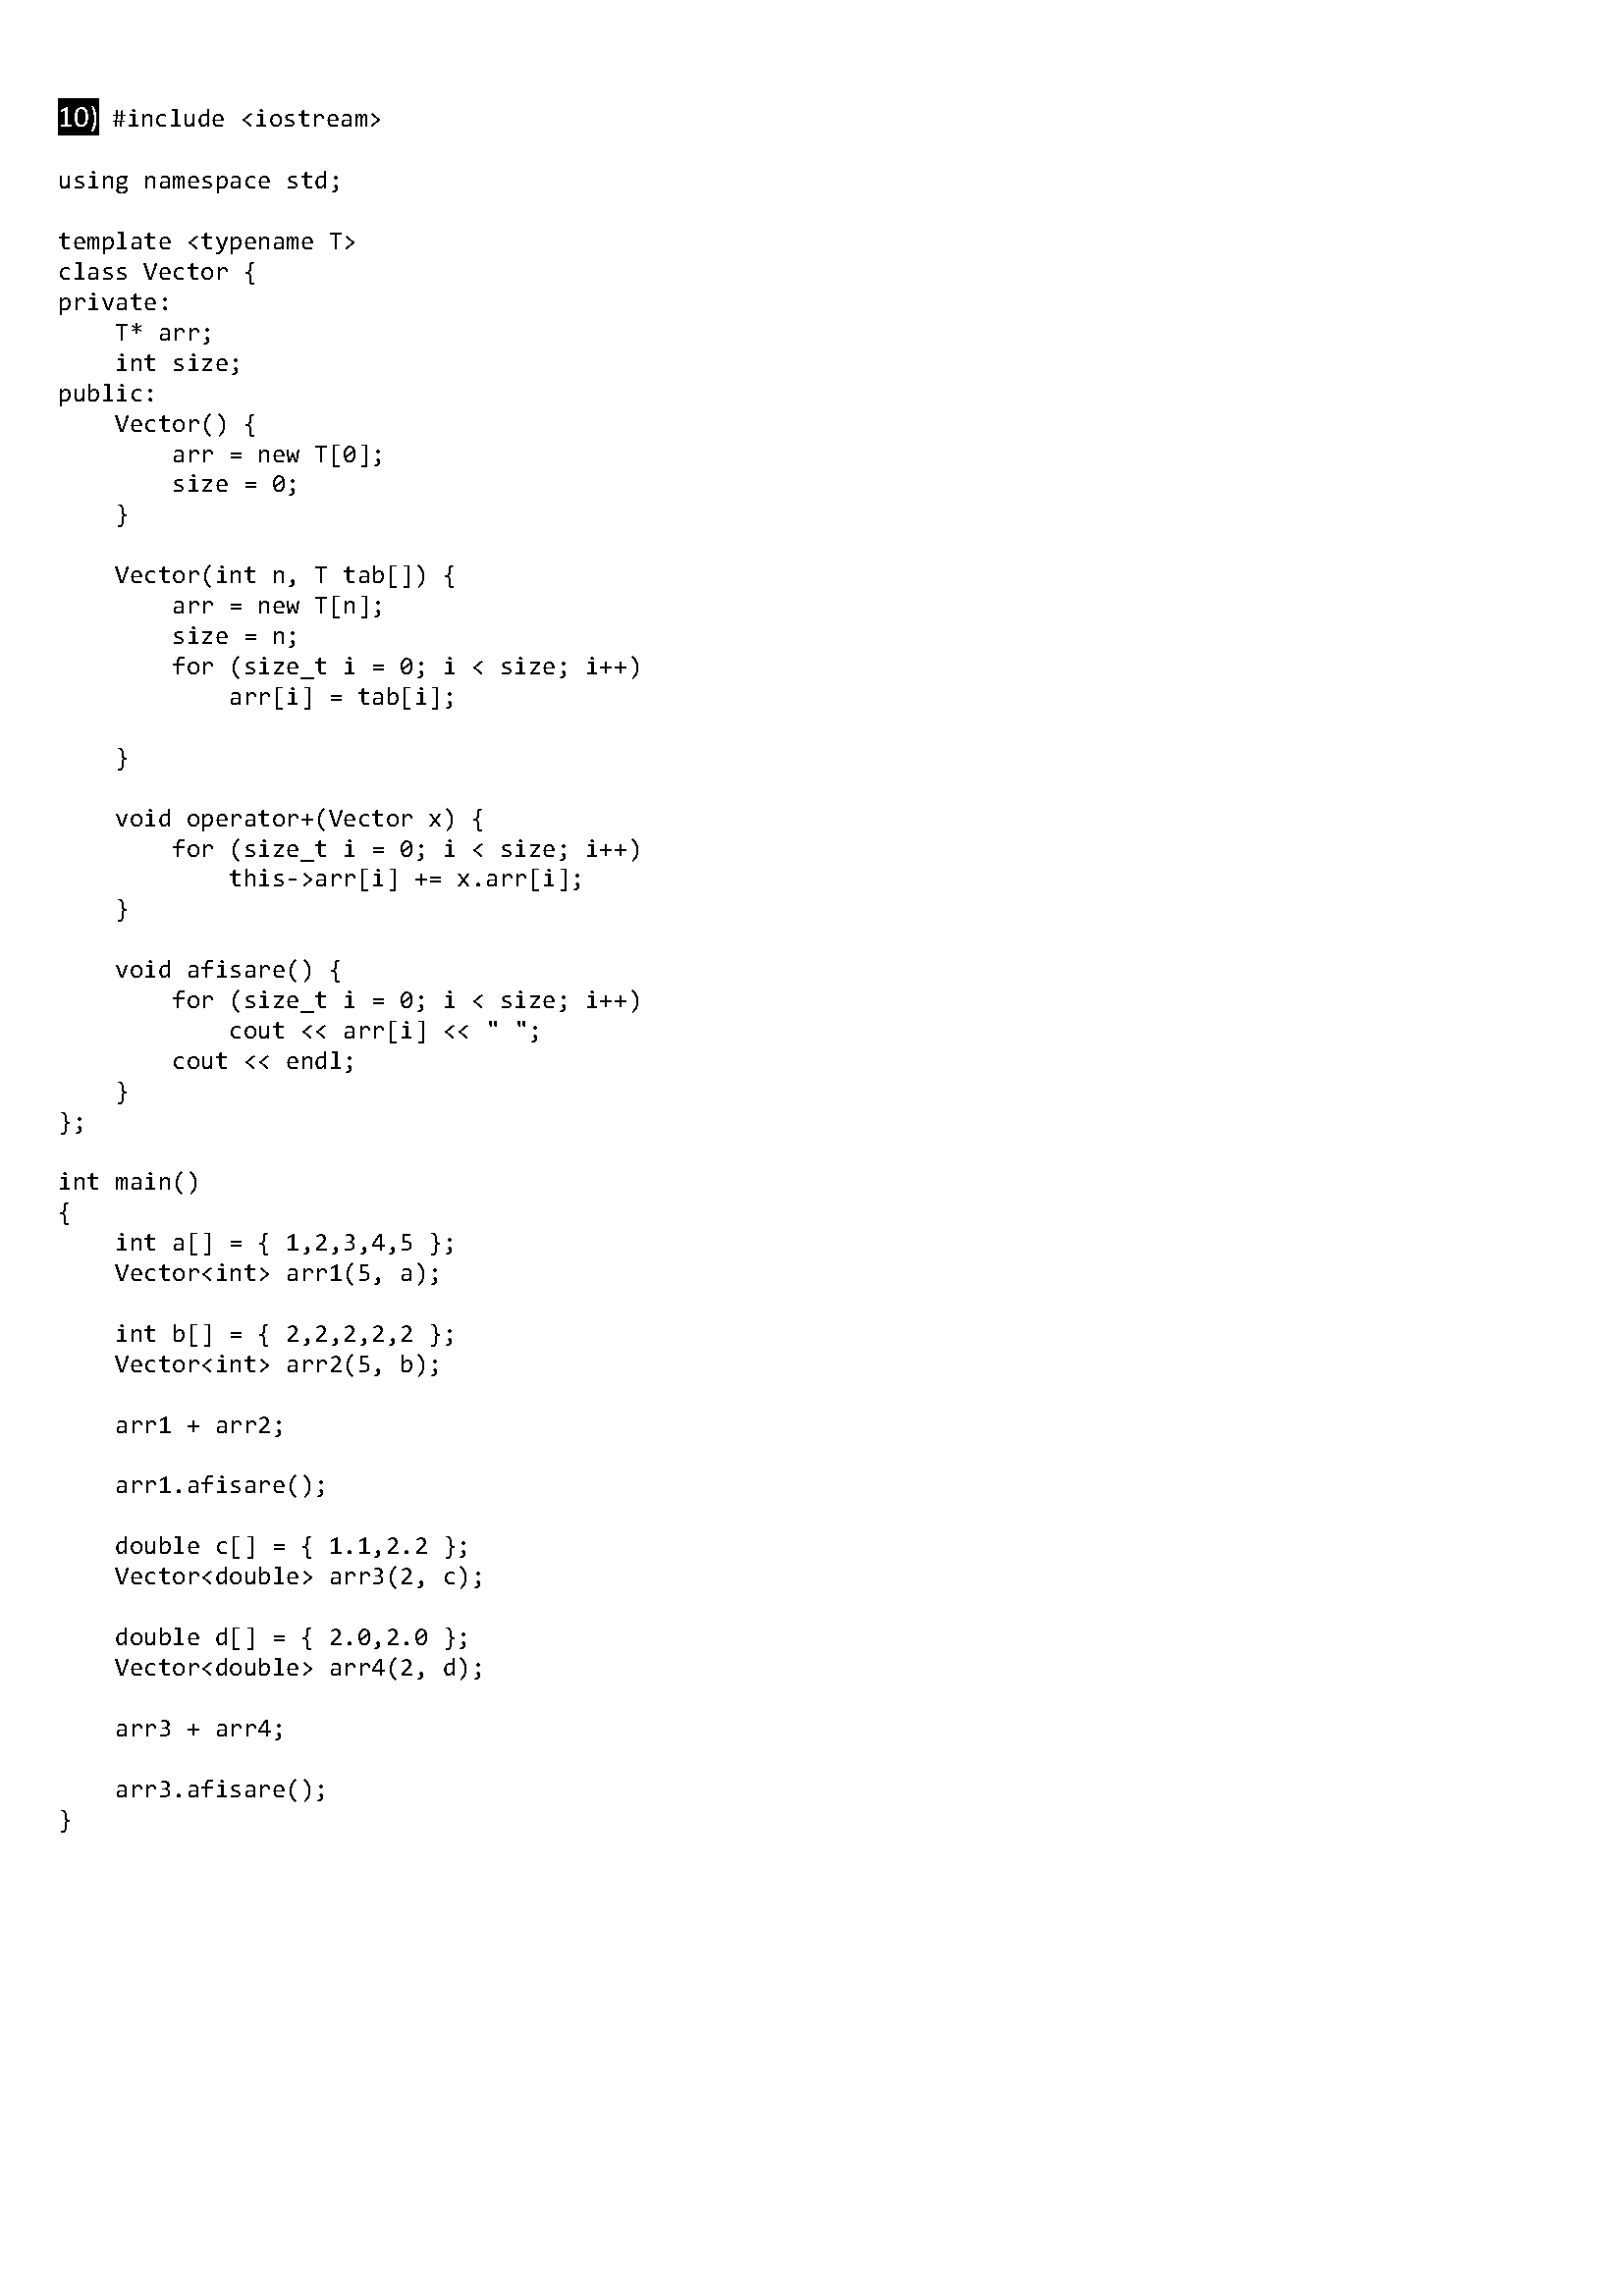 10) #include <iostream>
using namespace std;
template <typename T>
class Vector {
private:
    T* arr;
    int size;
public:
    Vector() {
        arr = new T[0];
        size = 0;
    }
    Vector(int n, T tab[]) {
        arr = new T[n];
        size = n;
        for (size_t i = 0; i < size; i++)
            arr[i] = tab[i];
    }
    void operator+(Vector x) {
        for (size_t i = 0; i < size; i++)
            this->arr[i] += x.arr[i];
    }
    void afisare() {
        for (size_t i = 0; i < size; i++)
            cout << arr[i] << " ";
        cout << endl;
    }
};
int main()
{
    int a[] = { 1,2,3,4,5 };
    Vector<int> arr1(5, a);
    int b[] = { 2,2,2,2,2 };
    Vector<int> arr2(5, b);
    arr1 + arr2;
    arr1.afisare();
    double c[] = { 1.1,2.2 };
    Vector<double> arr3(2, c);
    double d[] = { 2.0,2.0 };
    Vector<double> arr4(2, d);
    arr3 + arr4;
    arr3.afisare();
}